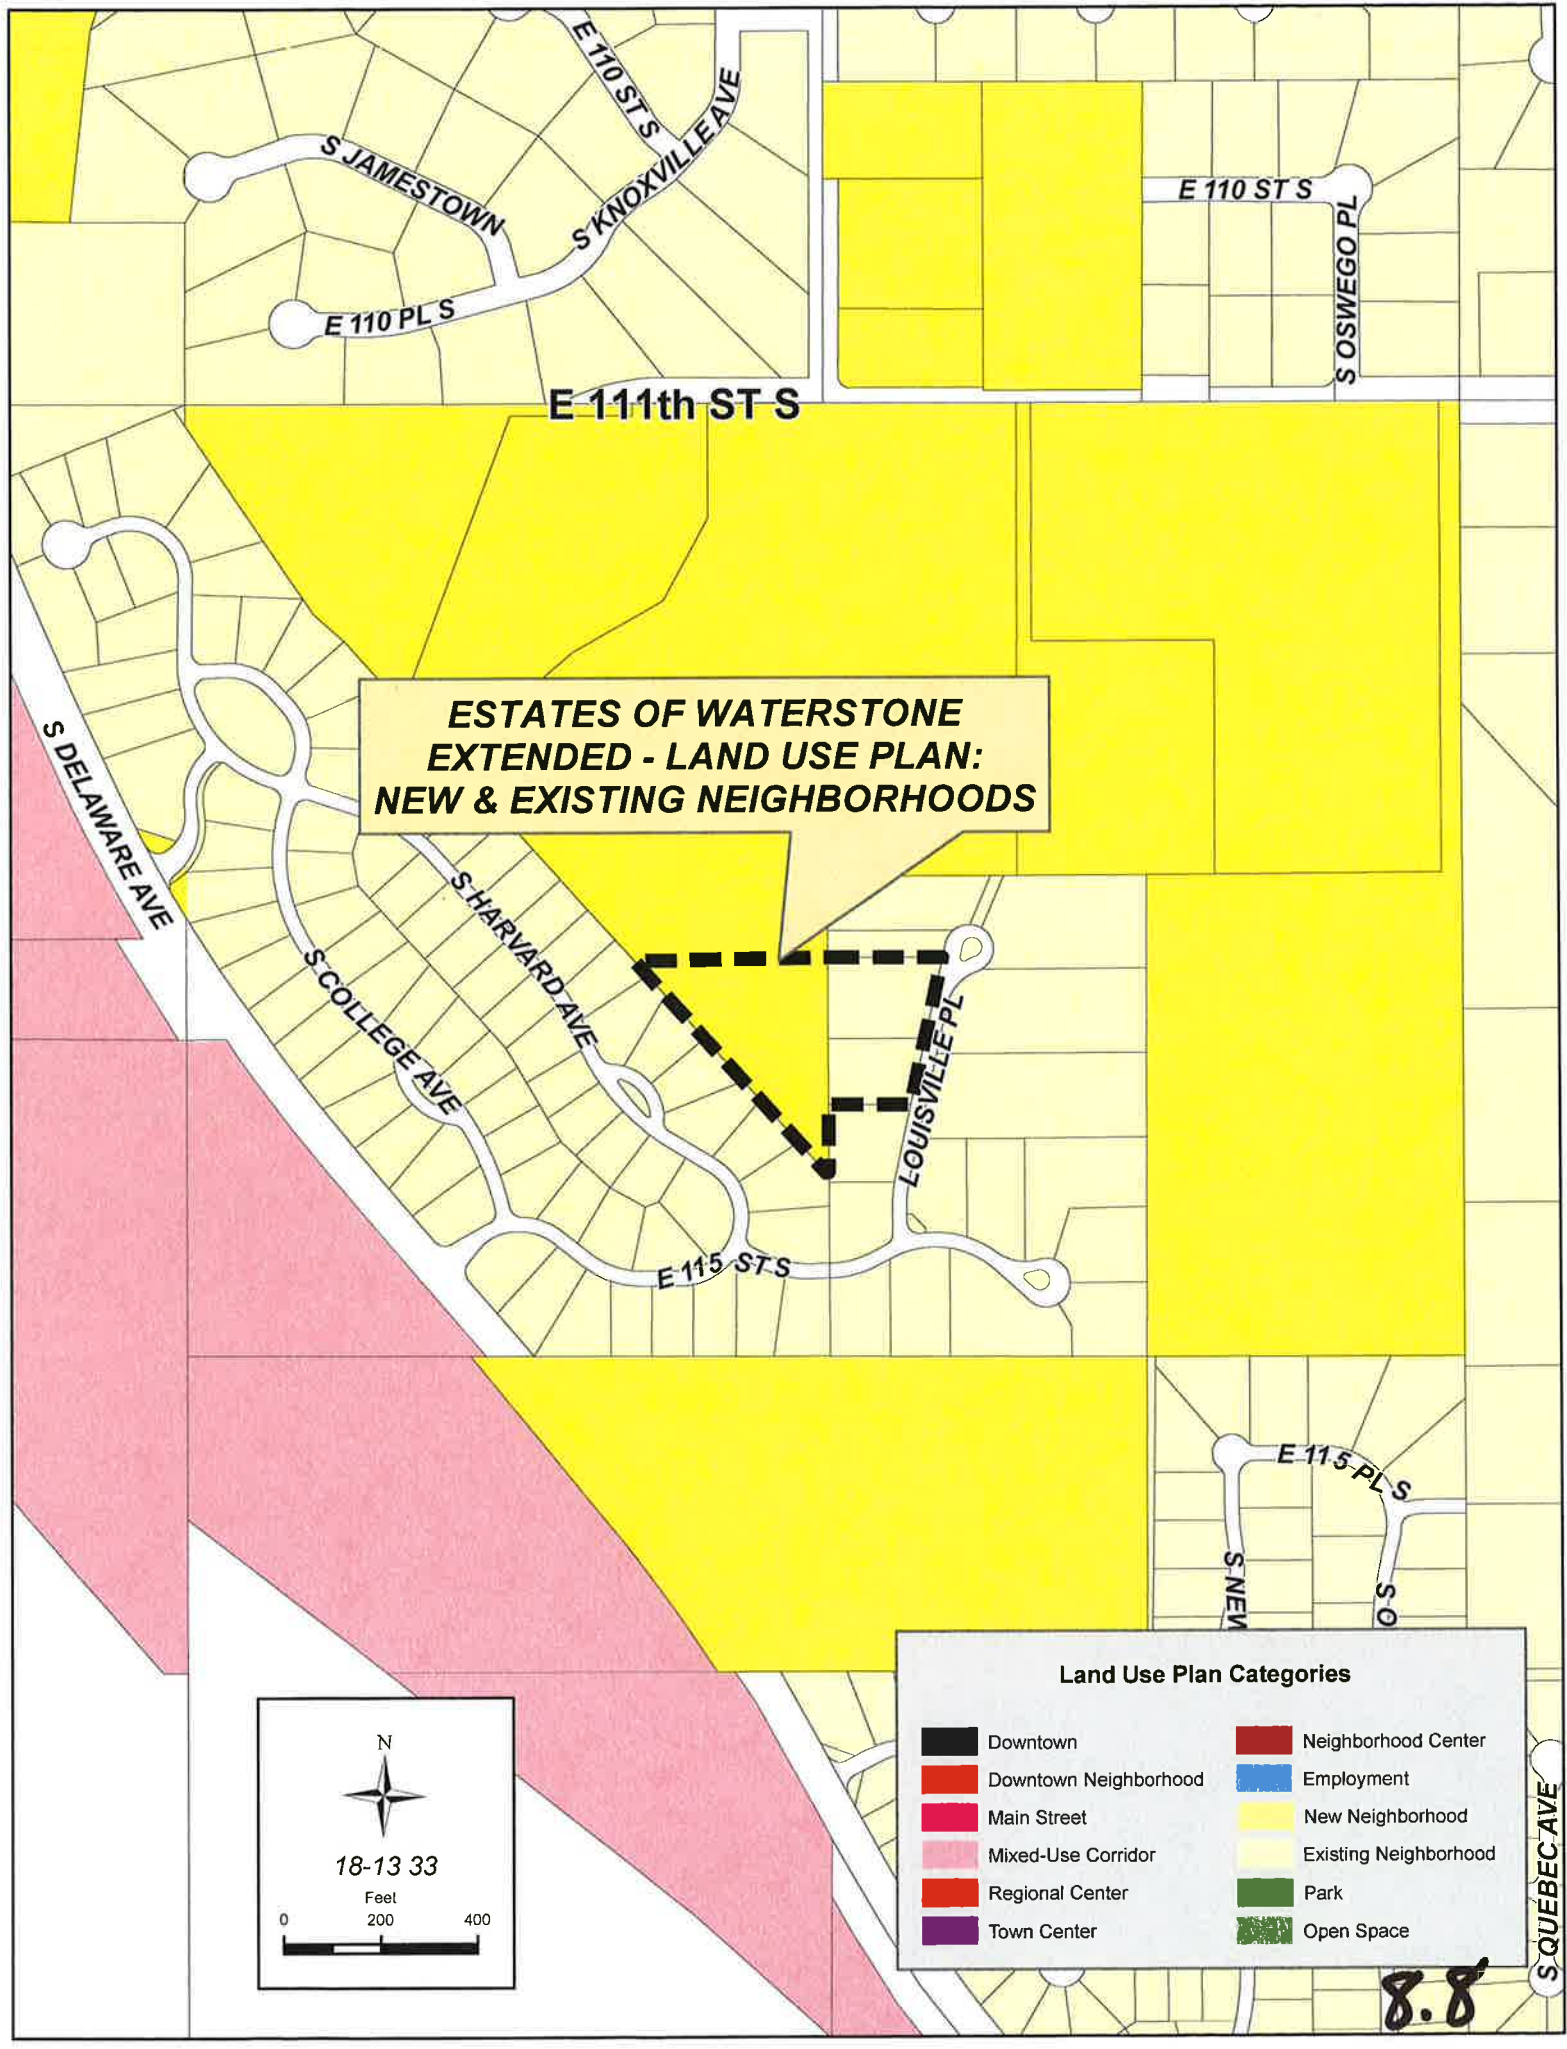 E 110 ST S
S KNOXVILLE AVE
S JAMESTOWN
E 110 PL S
E 110 ST S
S OSWEGO PL
E 111th ST S
ESTATES OF WATERSTONE
EXTENDED - LAND USE PLAN:
NEW & EXISTING NEIGHBORHOODS
S DELAWARE AVE
S HARVARD AVE
S COLLEGE AVE
LOUISVILLE PL
E 115 ST S
E 115 PL S
S NEW
S O
Land Use Plan Categories
Downtown
Downtown Neighborhood
Main Street
Mixed-Use Corridor
Regional Center
Town Center
Neighborhood Center
Employment
New Neighborhood
Existing Neighborhood
Park
Open Space
N
18-13 33
Feet
0 200 400
S QUEBEC AVE
8.8